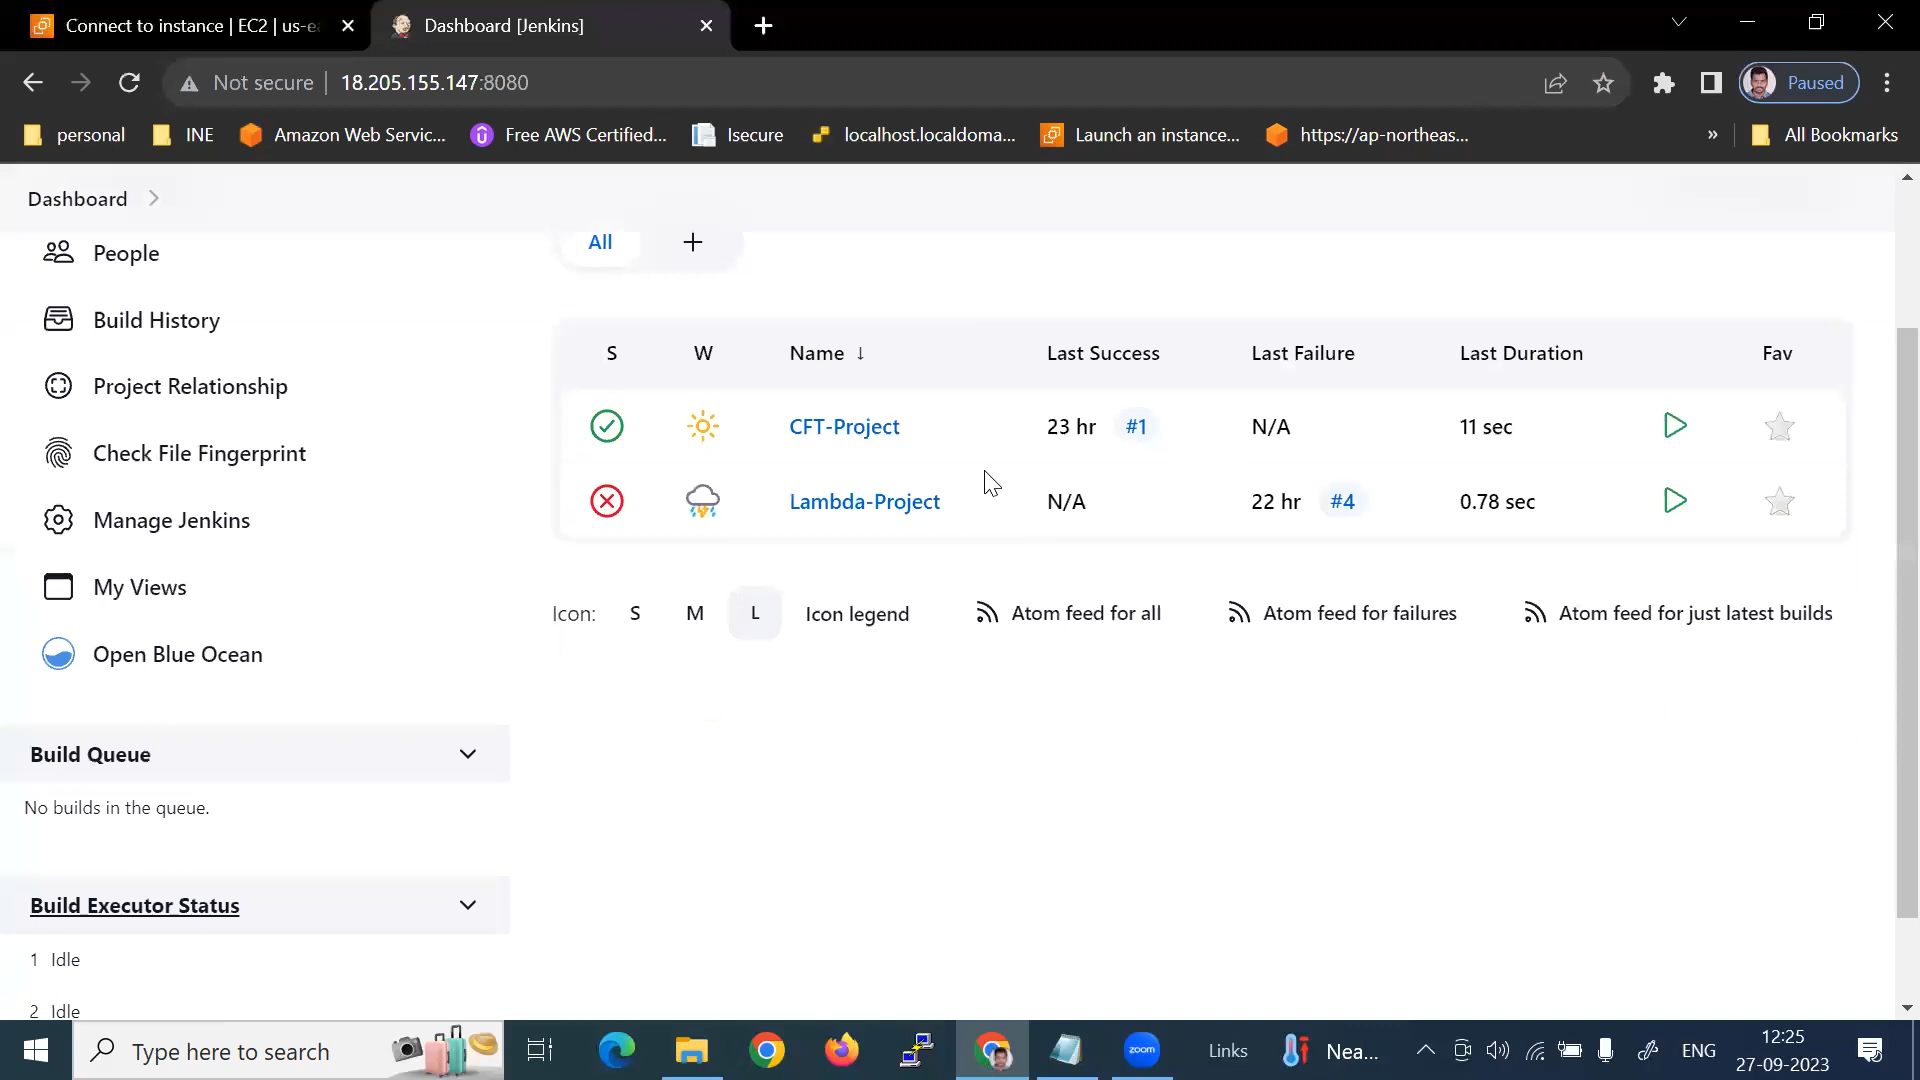 Connect to instance | EC2 | us-ea
Dashboard [Jenkins]
Not secure
18.205.155.147:8080
Paused
personal
INE
Amazon Web Servic...
Free AWS Certified...
Isecure
localhost.localdoma...
Launch an instance...
https://ap-northeas...
»
All Bookmarks
Dashboard
People
Build History
Project Relationship
Check File Fingerprint
Manage Jenkins
My Views
Open Blue Ocean
Build Queue
No builds in the queue.
Build Executor Status
1 Idle
2 Idle
All +
S W Name ↓ Last Success Last Failure Last Duration Fav
CFT-Project 23 hr #1 N/A 11 sec
Lambda-Project N/A 22 hr #4 0.78 sec
Icon: S M L Icon legend Atom feed for all Atom feed for failures Atom feed for just latest builds
Type here to search
zoom
Links
Nea...
ENG
12:25
27-09-2023